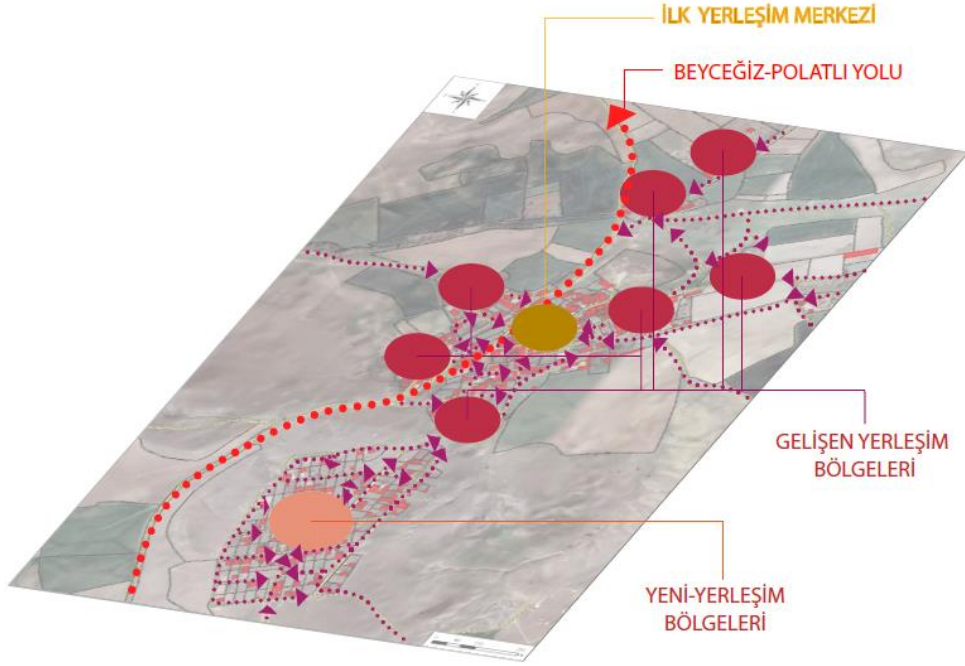 İLK YERLEŞİM MERKEZİ
BEYCEĞİZ-POLATLI YOLU
GELİŞEN YERLEŞİM
BÖLGELERİ
YENİ-YERLEŞİM
BÖLGELERİ